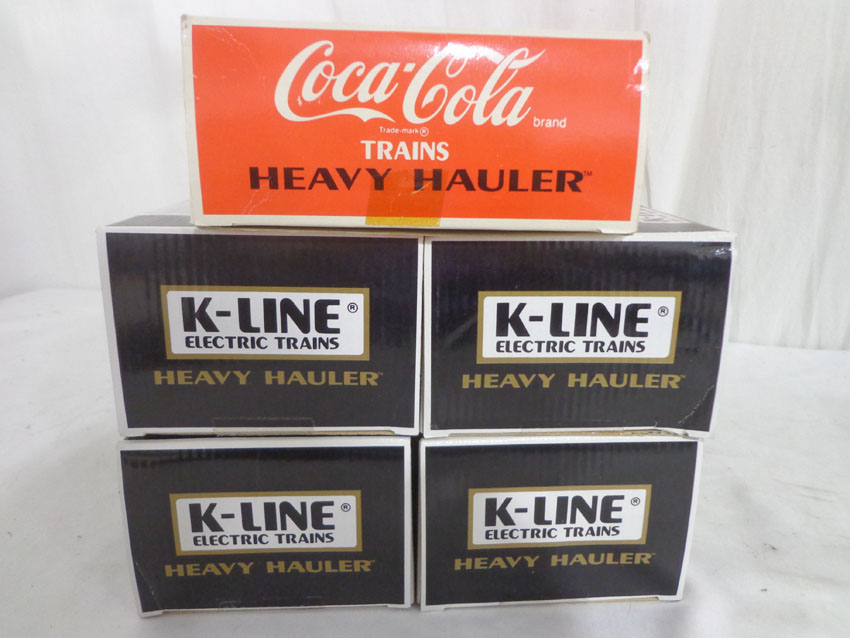 Coca-Cola
brand
Trade-mark ®
TRAINS
HEAVY HAULER™
K-LINE®
ELECTRIC TRAINS
HEAVY HAULER™
K-LINE®
ELECTRIC TRAINS
HEAVY HAULER™
K-LINE®
ELECTRIC TRAINS
HEAVY HAULER™
K-LINE®
ELECTRIC TRAINS
HEAVY HAULER™